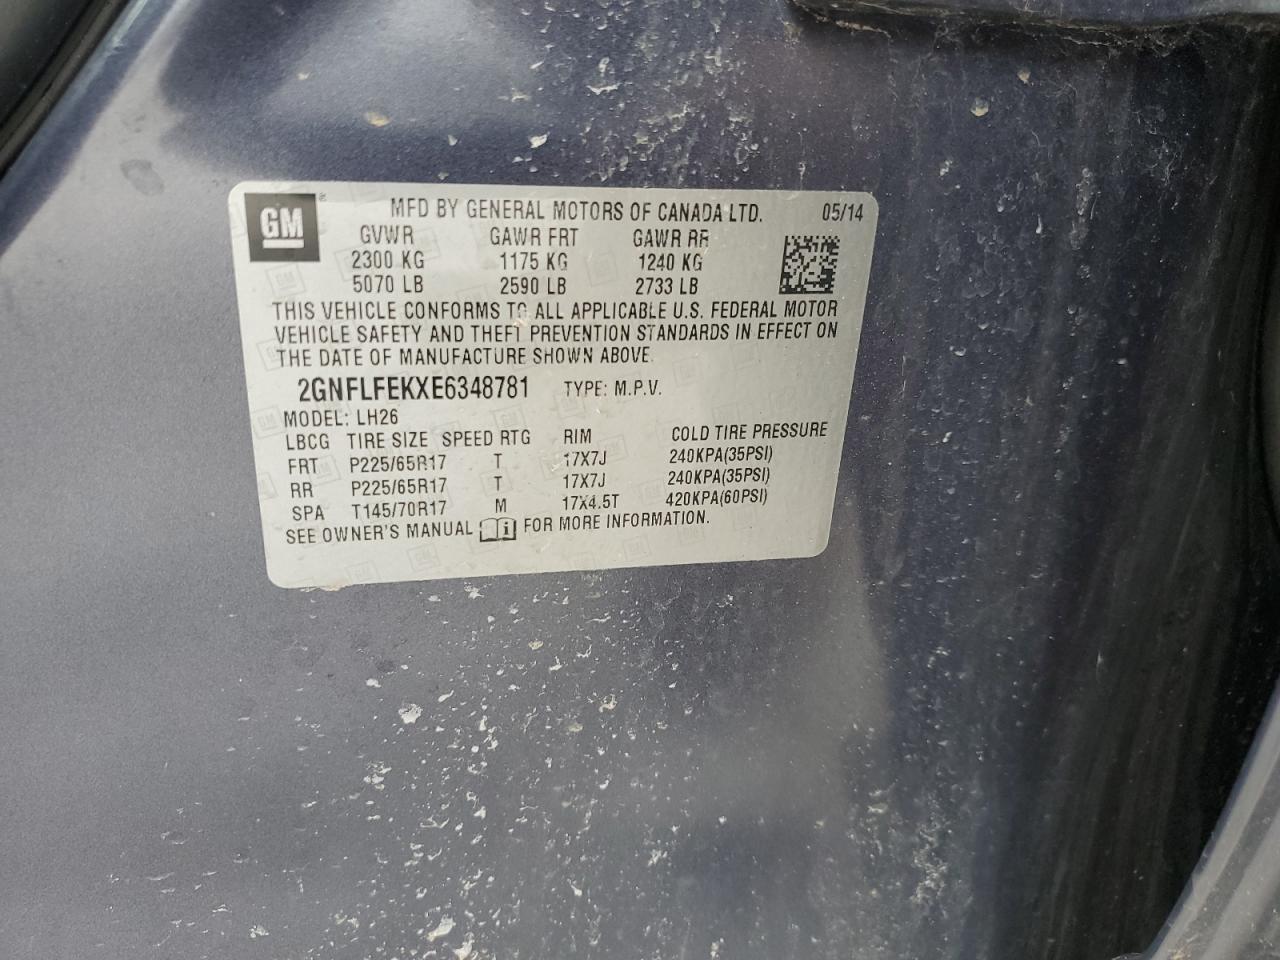 GM ® MFD BY GENERAL MOTORS OF CANADA LTD. 05/14
GVWR GAWR FRT GAWR RR
2300 KG 1175 KG 1240 KG
5070 LB 2590 LB 2733 LB
THIS VEHICLE CONFORMS TO ALL APPLICABLE U.S. FEDERAL MOTOR
VEHICLE SAFETY AND THEFT PREVENTION STANDARDS IN EFFECT ON
THE DATE OF MANUFACTURE SHOWN ABOVE.
2GNFLFEKXE6348781 TYPE: M.P.V.
MODEL: LH26
LBCG TIRE SIZE SPEED RTG RIM COLD TIRE PRESSURE
FRT P225/65R17 T 17X7J 240KPA(35PSI)
RR P225/65R17 T 17X7J 240KPA(35PSI)
SPA T145/70R17 M 17X4.5T 420KPA(60PSI)
SEE OWNER'S MANUAL FOR MORE INFORMATION.